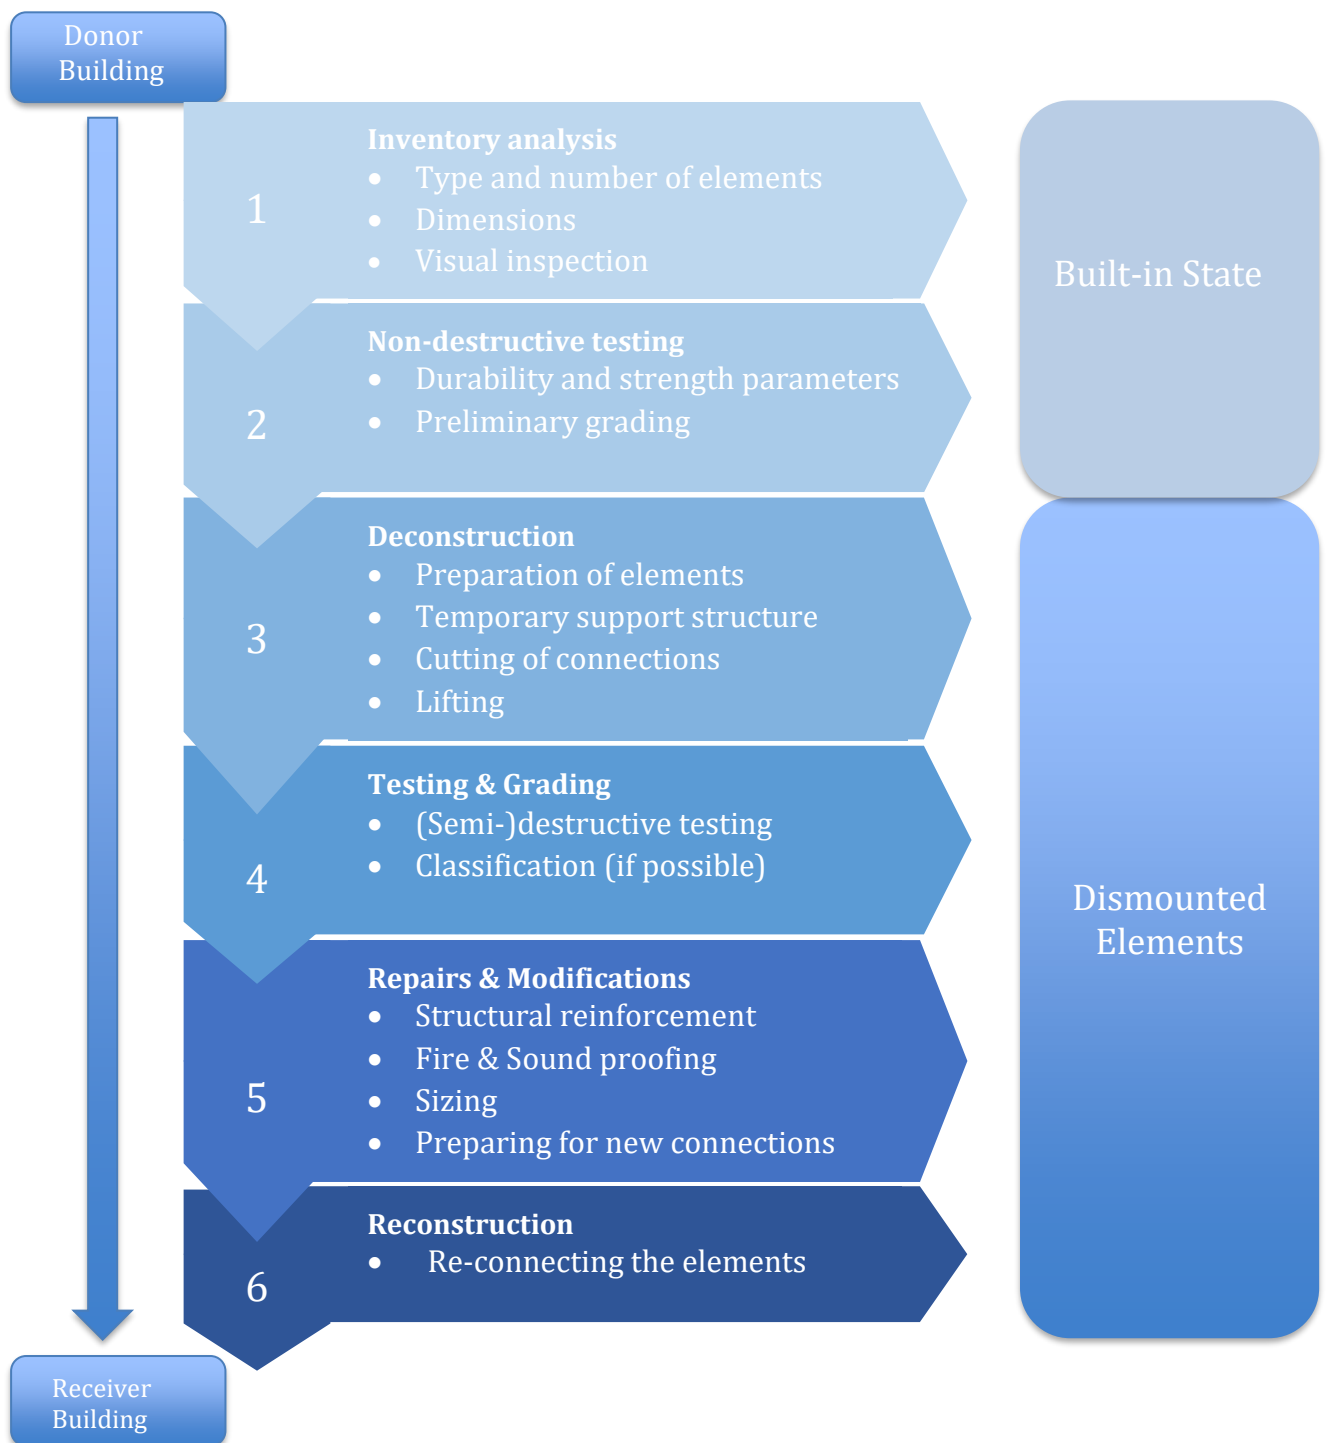 Donor
Building
1
Inventory analysis
• Type and number of elements
• Dimensions
• Visual inspection
Built-in State
2
Non-destructive testing
• Durability and strength parameters
• Preliminary grading
3
Deconstruction
• Preparation of elements
• Temporary support structure
• Cutting of connections
• Lifting
4
Testing & Grading
• (Semi-)destructive testing
• Classification (if possible)
Dismounted
Elements
5
Repairs & Modifications
• Structural reinforcement
• Fire & Sound proofing
• Sizing
• Preparing for new connections
6
Reconstruction
• Re-connecting the elements
Receiver
Building